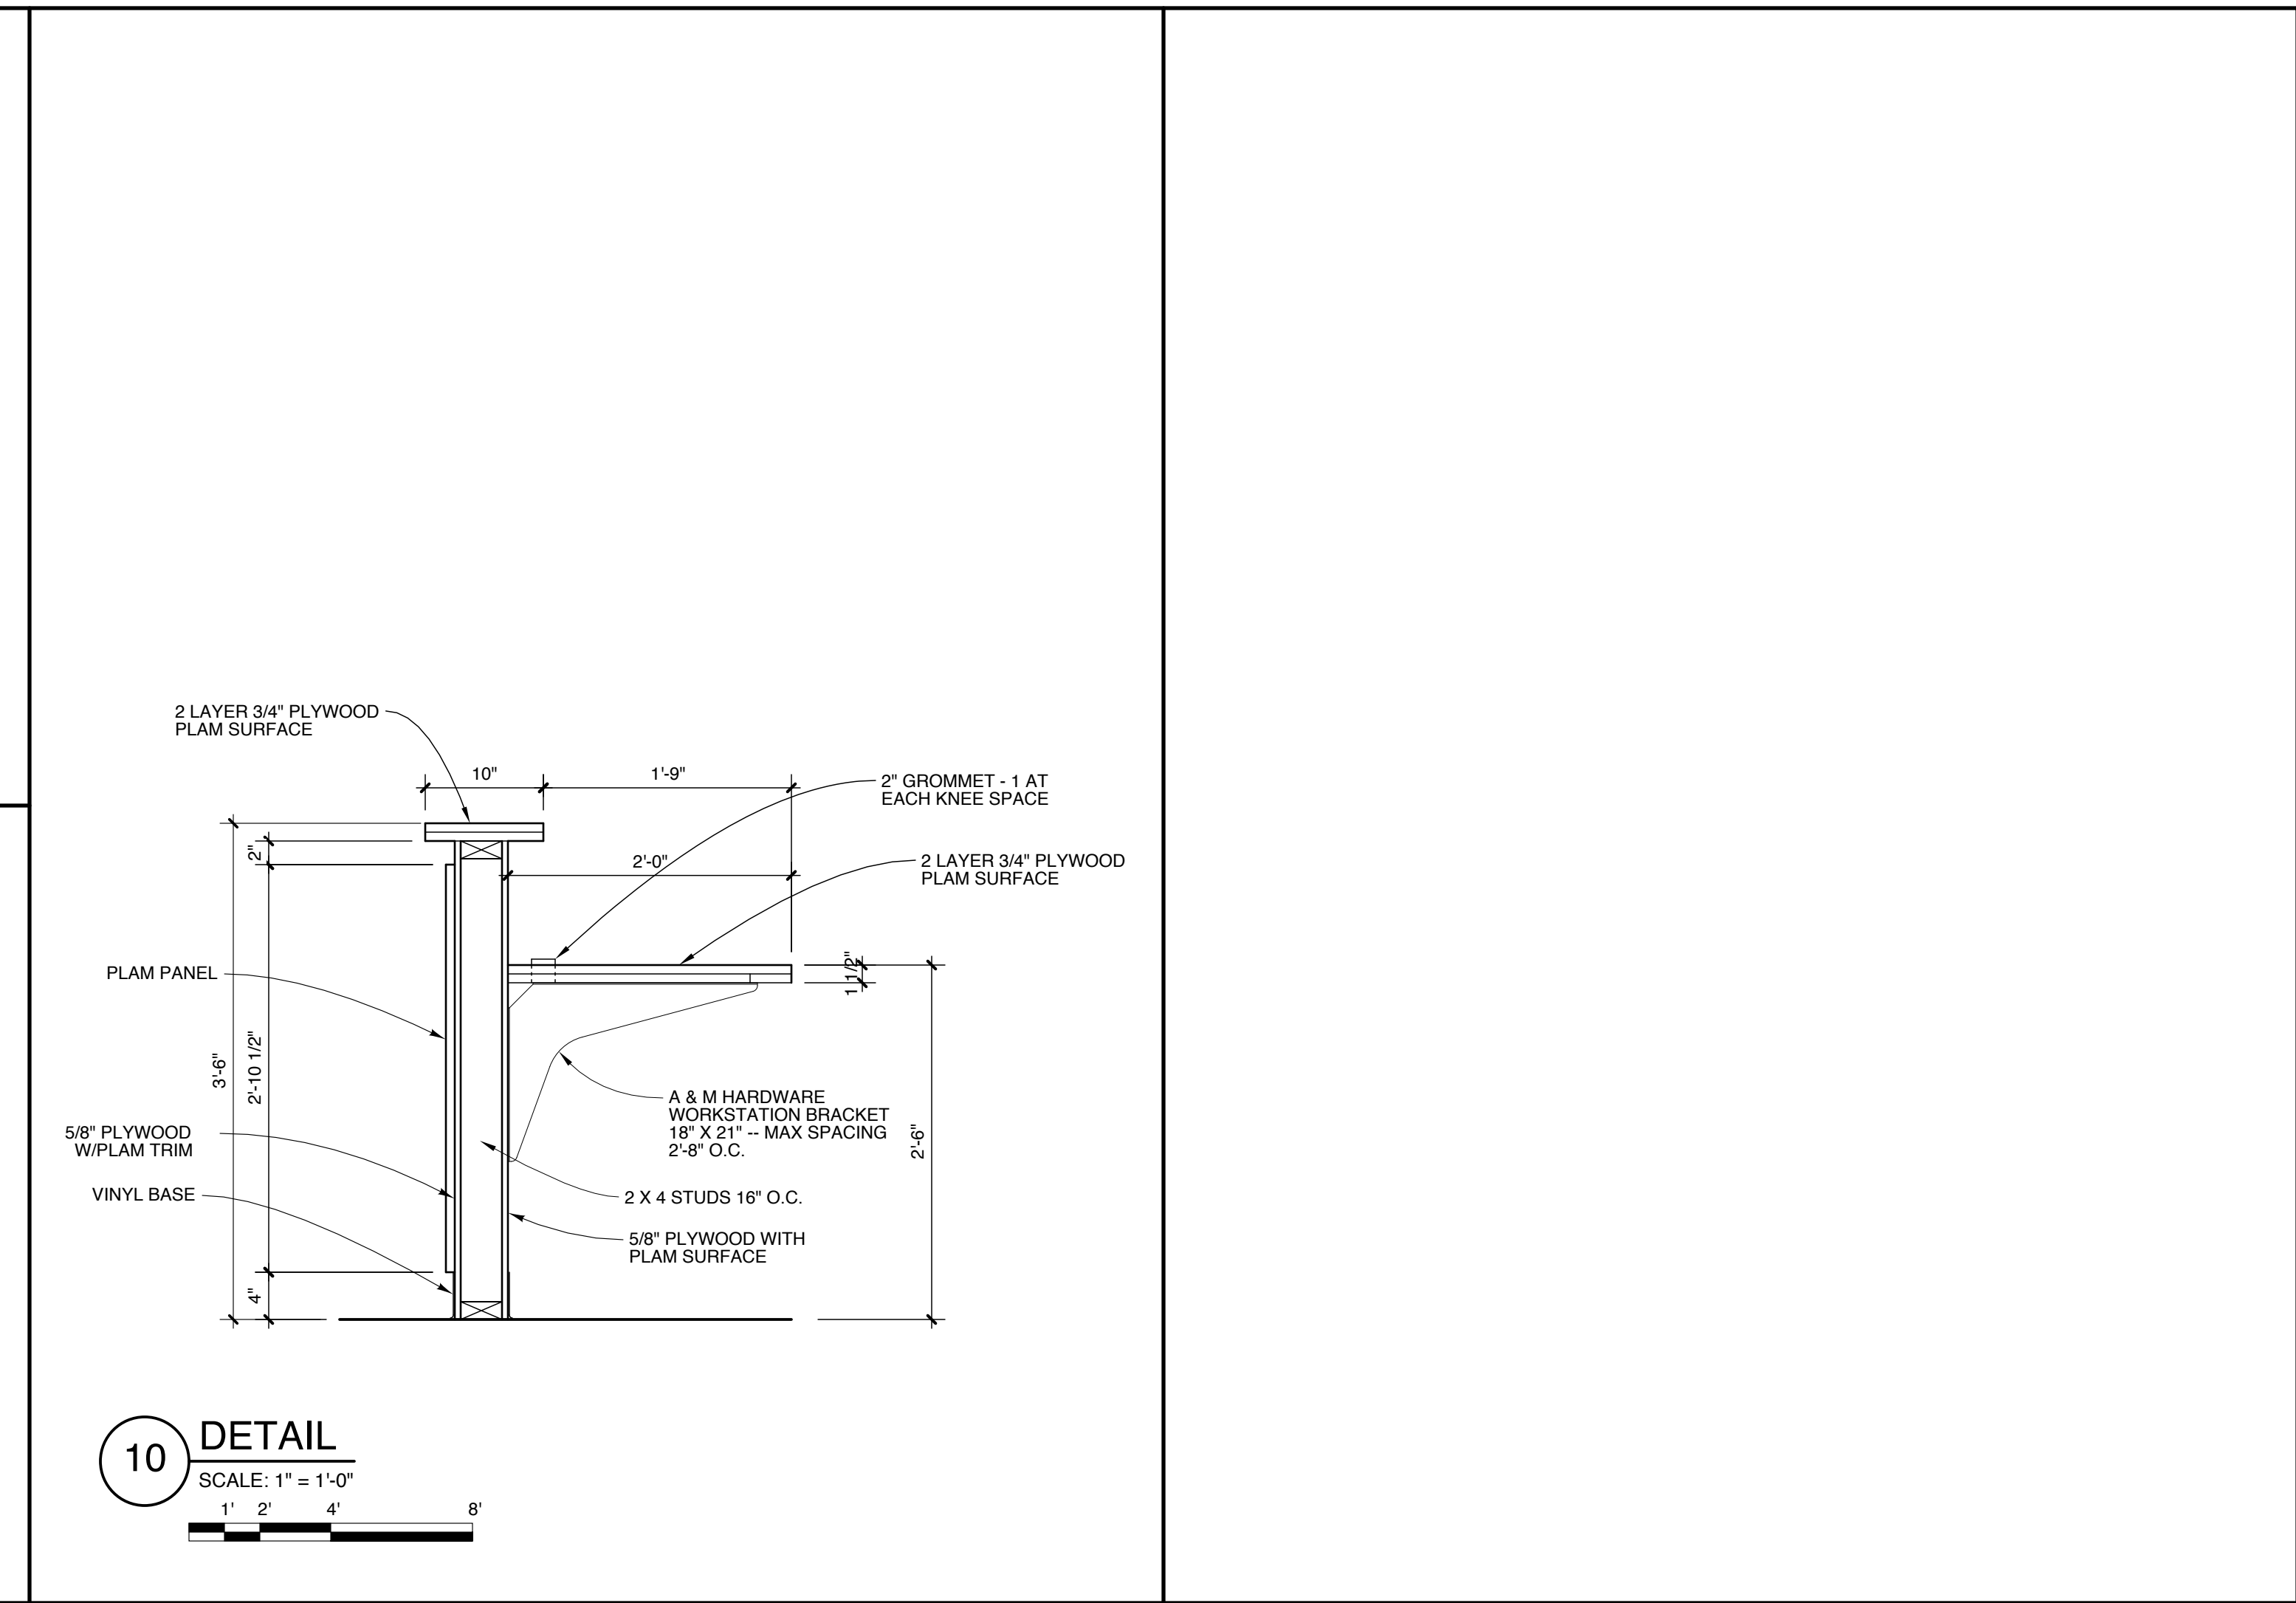 2 LAYER 3/4" PLYWOOD
PLAM SURFACE
10"
1'-9"
2" GROMMET - 1 AT
EACH KNEE SPACE
2"
2'-0"
2 LAYER 3/4" PLYWOOD
PLAM SURFACE
PLAM PANEL
1 1/2"
3'-6"
2'-10 1/2"
A & M HARDWARE
WORKSTATION BRACKET
18" X 21" -- MAX SPACING
2'-8" O.C.
5/8" PLYWOOD
W/PLAM TRIM
2'-6"
VINYL BASE
2 X 4 STUDS 16" O.C.
5/8" PLYWOOD WITH
PLAM SURFACE
4"
10
DETAIL
SCALE: 1" = 1'-0"
1' 2' 4' 8'